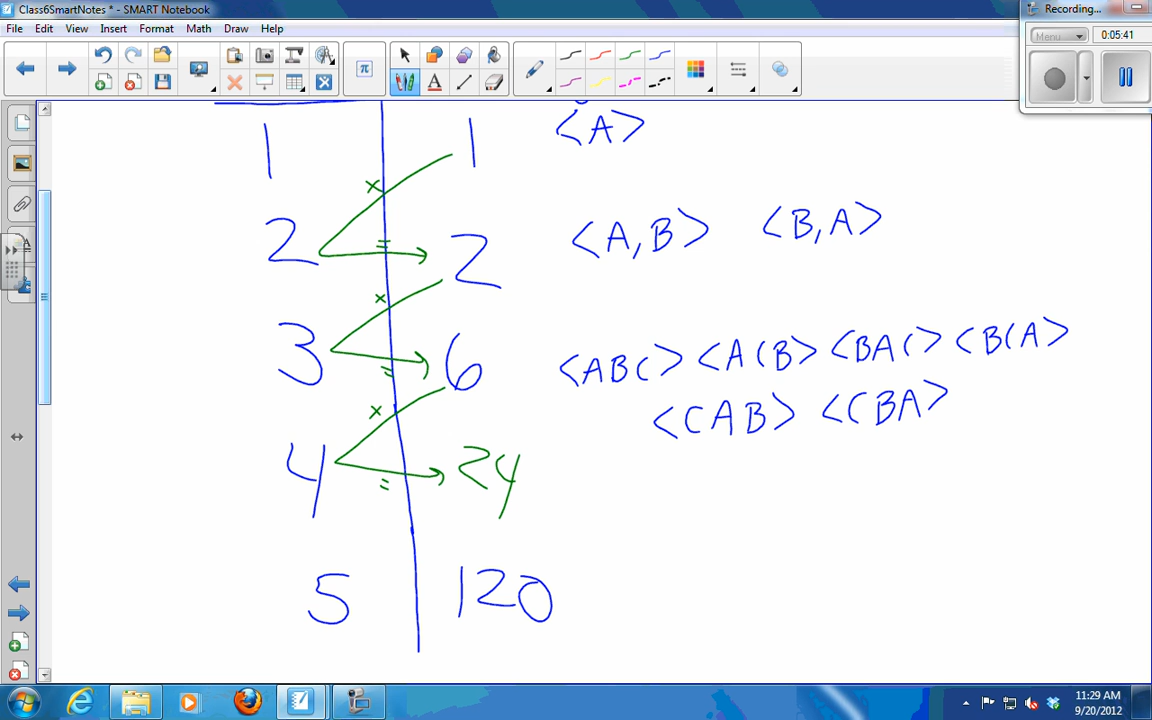 Class6SmartNotes * - SMART Notebook
Recording...
File Edit View Insert Format Math Draw Help
Menu 0:05:41
π
A
1 1 <A>
×
2 = 2 <A,B> <B,A>
×
3 = 6 <ABC> <ACB> <BAC> <BCA>
<CAB> <CBA>
×
4 = 24
5 120
11:29 AM
9/20/2012